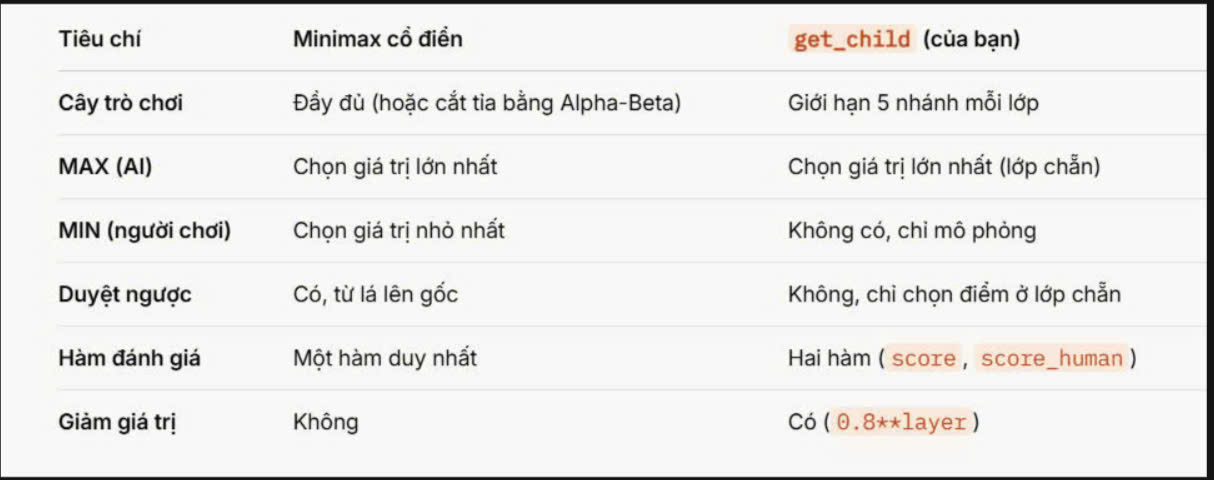 Tiêu chí Minimax cổ điển get_child (của bạn)
Cây trò chơi Đầy đủ (hoặc cắt tỉa bằng Alpha-Beta) Giới hạn 5 nhánh mỗi lớp
MAX (AI) Chọn giá trị lớn nhất Chọn giá trị lớn nhất (lớp chẵn)
MIN (người chơi) Chọn giá trị nhỏ nhất Không có, chỉ mô phỏng
Duyệt ngược Có, từ lá lên gốc Không, chỉ chọn điểm ở lớp chẵn
Hàm đánh giá Một hàm duy nhất Hai hàm (score, score_human)
Giảm giá trị Không Có (0.8**layer)